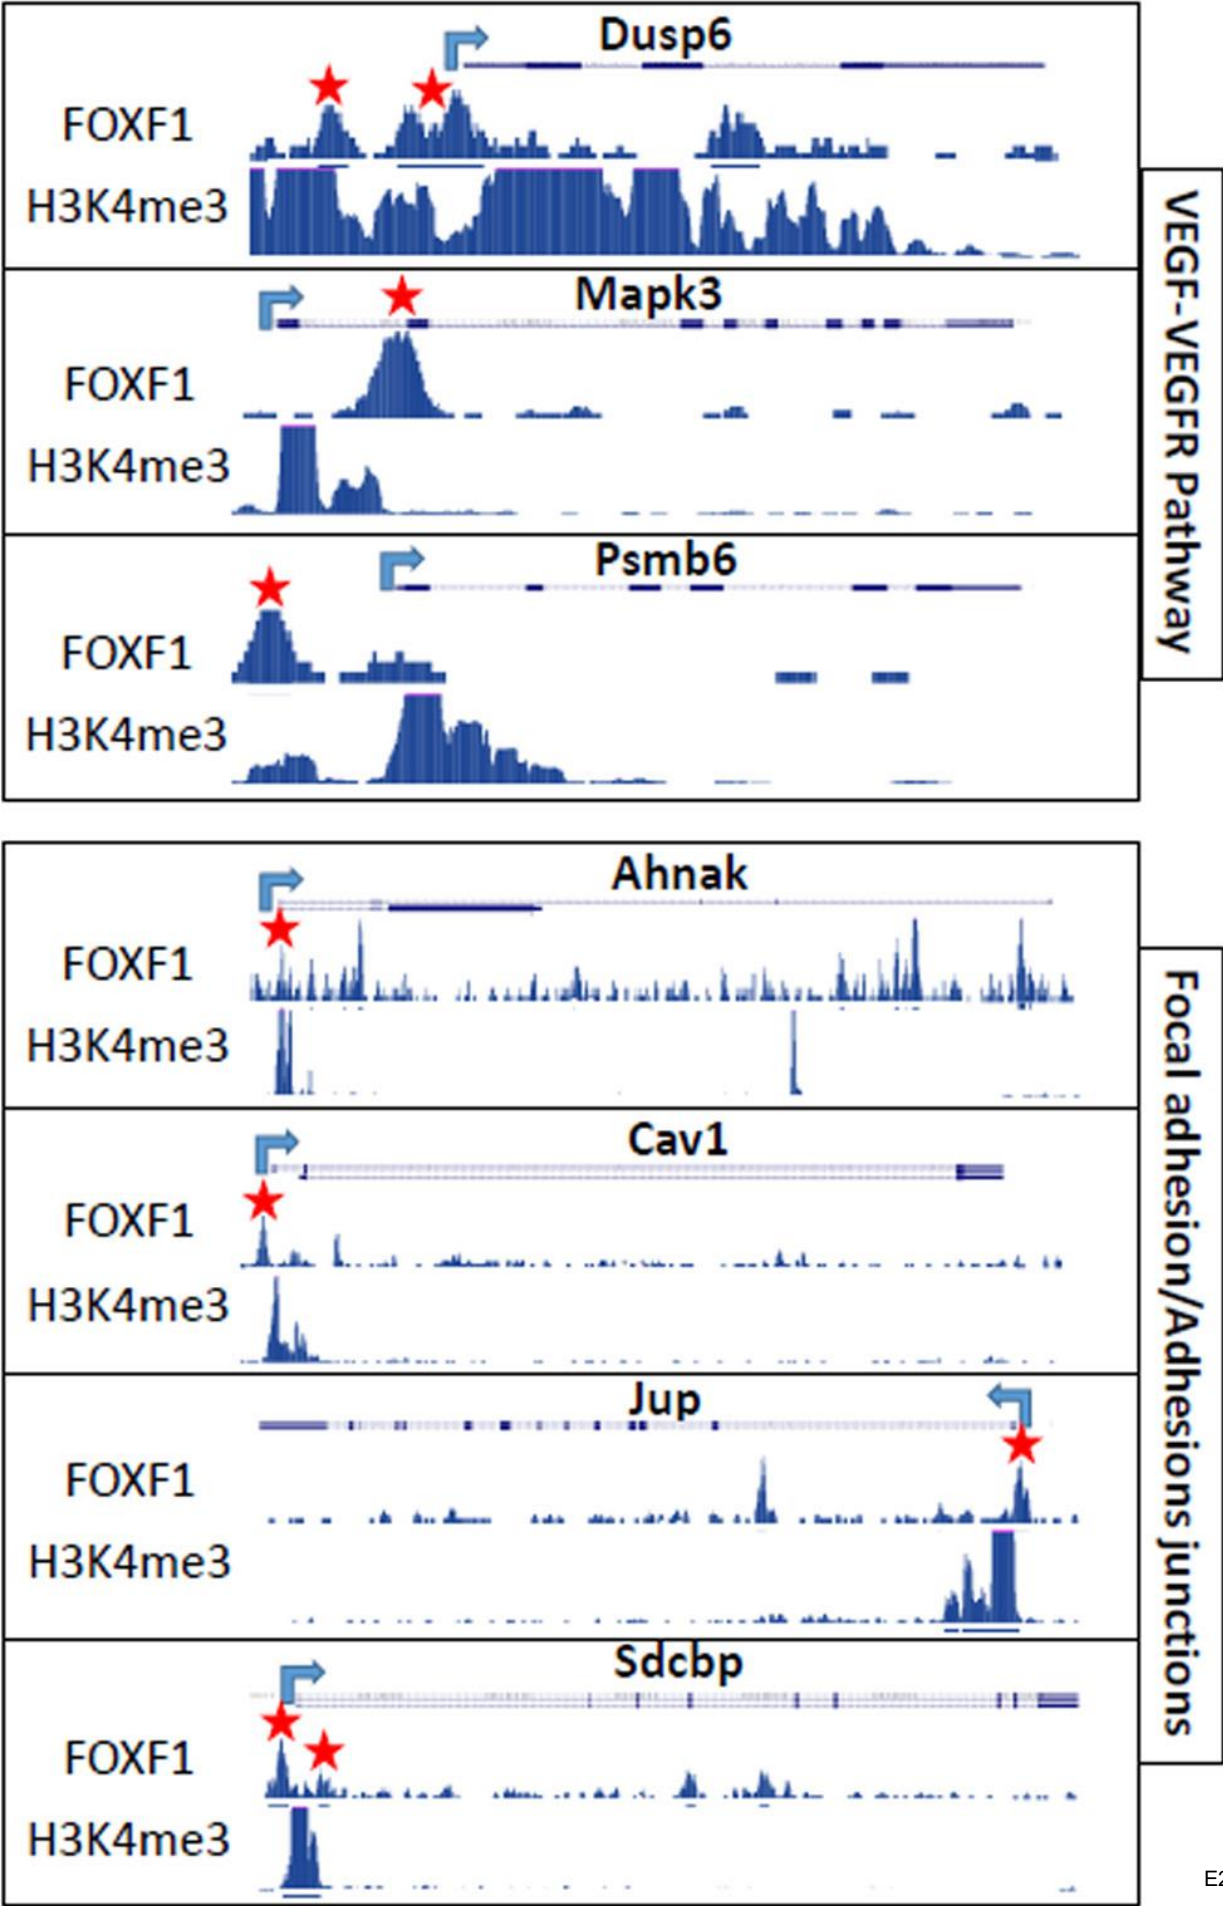 Dusp6
FOXF1
H3K4me3
Mapk3
FOXF1
H3K4me3
Psmb6
FOXF1
H3K4me3
VEGF-VEGFR Pathway
Ahnak
FOXF1
H3K4me3
Cav1
FOXF1
H3K4me3
Jup
FOXF1
H3K4me3
Sdcbp
FOXF1
H3K4me3
Focal adhesion/Adhesions junctions
E2